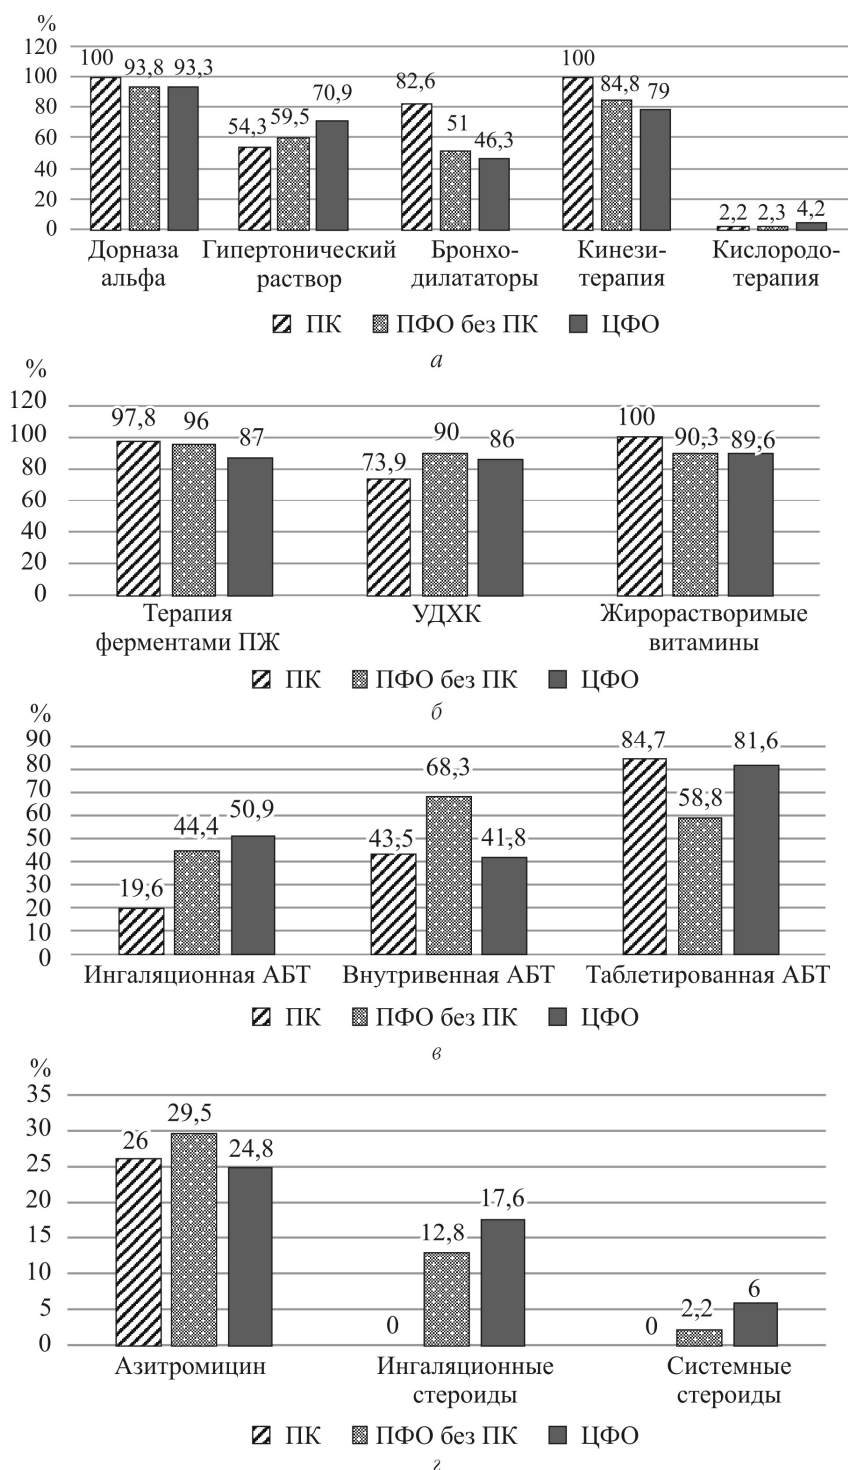 %
120
100
80
60
40
20
0
100 93,8 93,3
54,3 59,5 70,9
82,6 51 46,3
100 84,8 79
2,2 2,3 4,2
Дорназа Гипертонический Бронхо- Кинези- Кислородо-
альфа раствор дилататоры терапия терапия
ПК ПФО без ПК ЦФО
а
%
120
100
80
60
40
20
0
97,8 96 87
73,9 90 86
100 90,3 89,6
Терапия УДХК Жирорастворимые
ферментами ПЖ витамины
ПК ПФО без ПК ЦФО
б
%
90
80
70
60
50
40
30
20
10
0
19,6 44,4 50,9
43,5 68,3 41,8
84,7 58,8 81,6
Ингаляционная АБТ Внутривенная АБТ Таблетированная АБТ
ПК ПФО без ПК ЦФО
в
%
35
30
25
20
15
10
5
0
26 29,5 24,8
0 12,8 17,6
0 2,2 6
Азитромицин Ингаляционные Системные
стероиды стероиды
ПК ПФО без ПК ЦФО
г